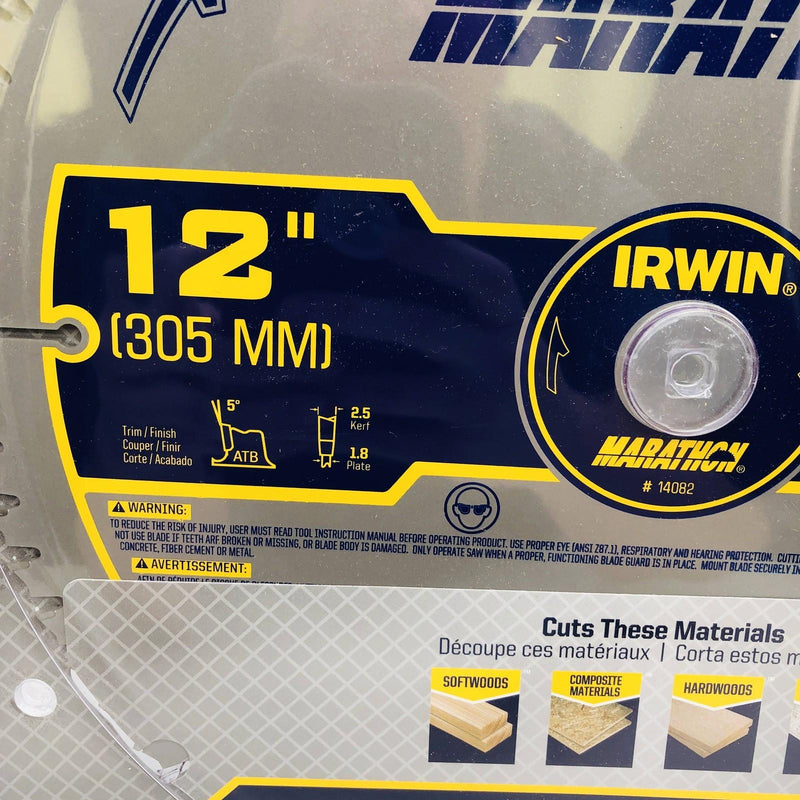 MARATH
12"
(305 MM)
IRWIN®
5°
2.5
Kerf
Trim / Finish
Couper / Finir
Corte / Acabado
ATB
1.8
Plate
MARATHON®
# 14082
WARNING:
TO REDUCE THE RISK OF INJURY, USER MUST READ TOOL INSTRUCTION MANUAL BEFORE OPERATING PRODUCT. USE PROPER EYE (ANSI Z87.1), RESPIRATORY AND HEARING PROTECTION. CUTTI
NOT USE BLADE IF TEETH ARE BROKEN OR MISSING, OR BLADE BODY IS DAMAGED. ONLY OPERATE SAW WHEN A PROPER, FUNCTIONING BLADE GUARD IS IN PLACE. MOUNT BLADE SECURELY IN
CONCRETE, FIBER CEMENT OR METAL.
AVERTISSEMENT:
Cuts These Materials
Découpe ces matériaux | Corta estos m
SOFTWOODS
COMPOSITE
MATERIALS
HARDWOODS